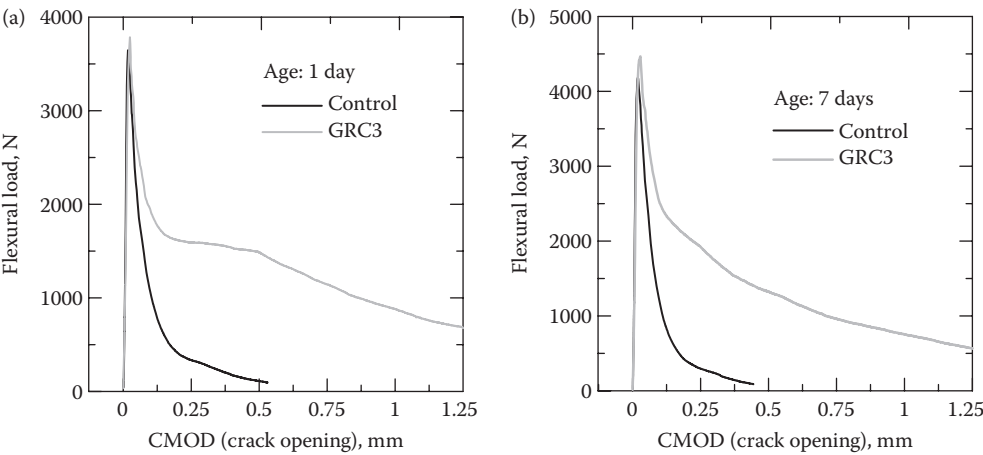 (a)
4000
3000
2000
1000
0
Flexural load, N
Age: 1 day
Control
GRC3
0 0.25 0.5 0.75 1 1.25
CMOD (crack opening), mm
(b)
5000
4000
3000
2000
1000
0
Flexural load, N
Age: 7 days
Control
GRC3
0 0.25 0.5 0.75 1 1.25
CMOD (crack opening), mm